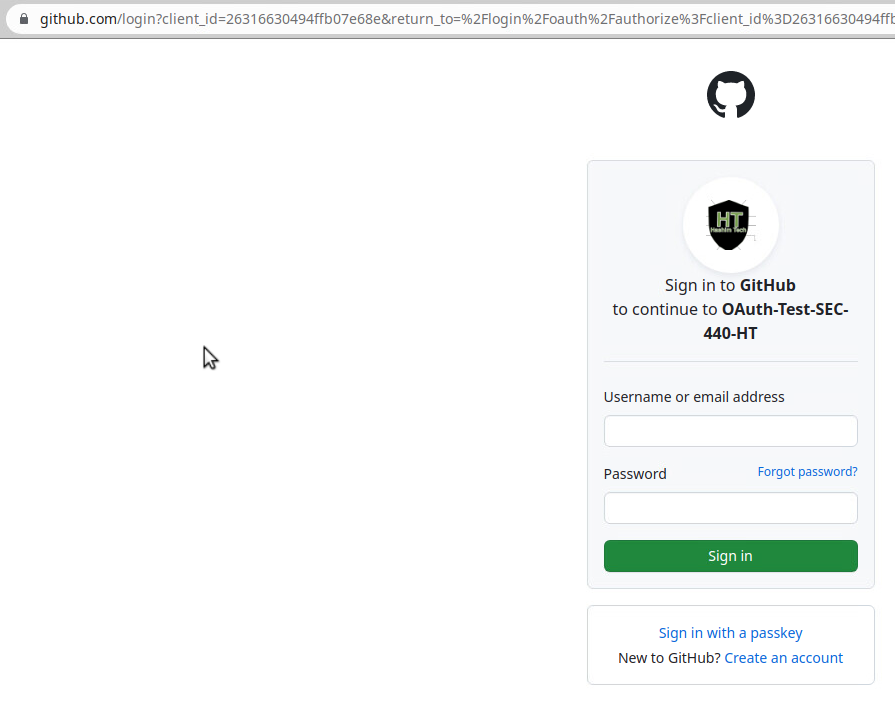 github.com/login?client_id=26316630494ffb07e68e&return_to=%2Flogin%2Foauth%2Fauthorize%3Fclient_id%3D26316630494ffb
HT
Hashim Tech
Sign in to GitHub
to continue to OAuth-Test-SEC-
440-HT
Username or email address
Password
Forgot password?
Sign in
Sign in with a passkey
New to GitHub? Create an account